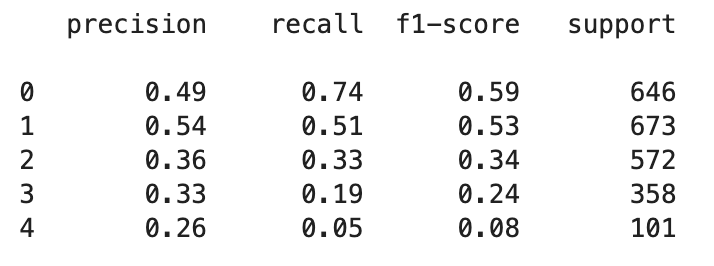 precision recall f1-score support
0 0.49 0.74 0.59 646
1 0.54 0.51 0.53 673
2 0.36 0.33 0.34 572
3 0.33 0.19 0.24 358
4 0.26 0.05 0.08 101